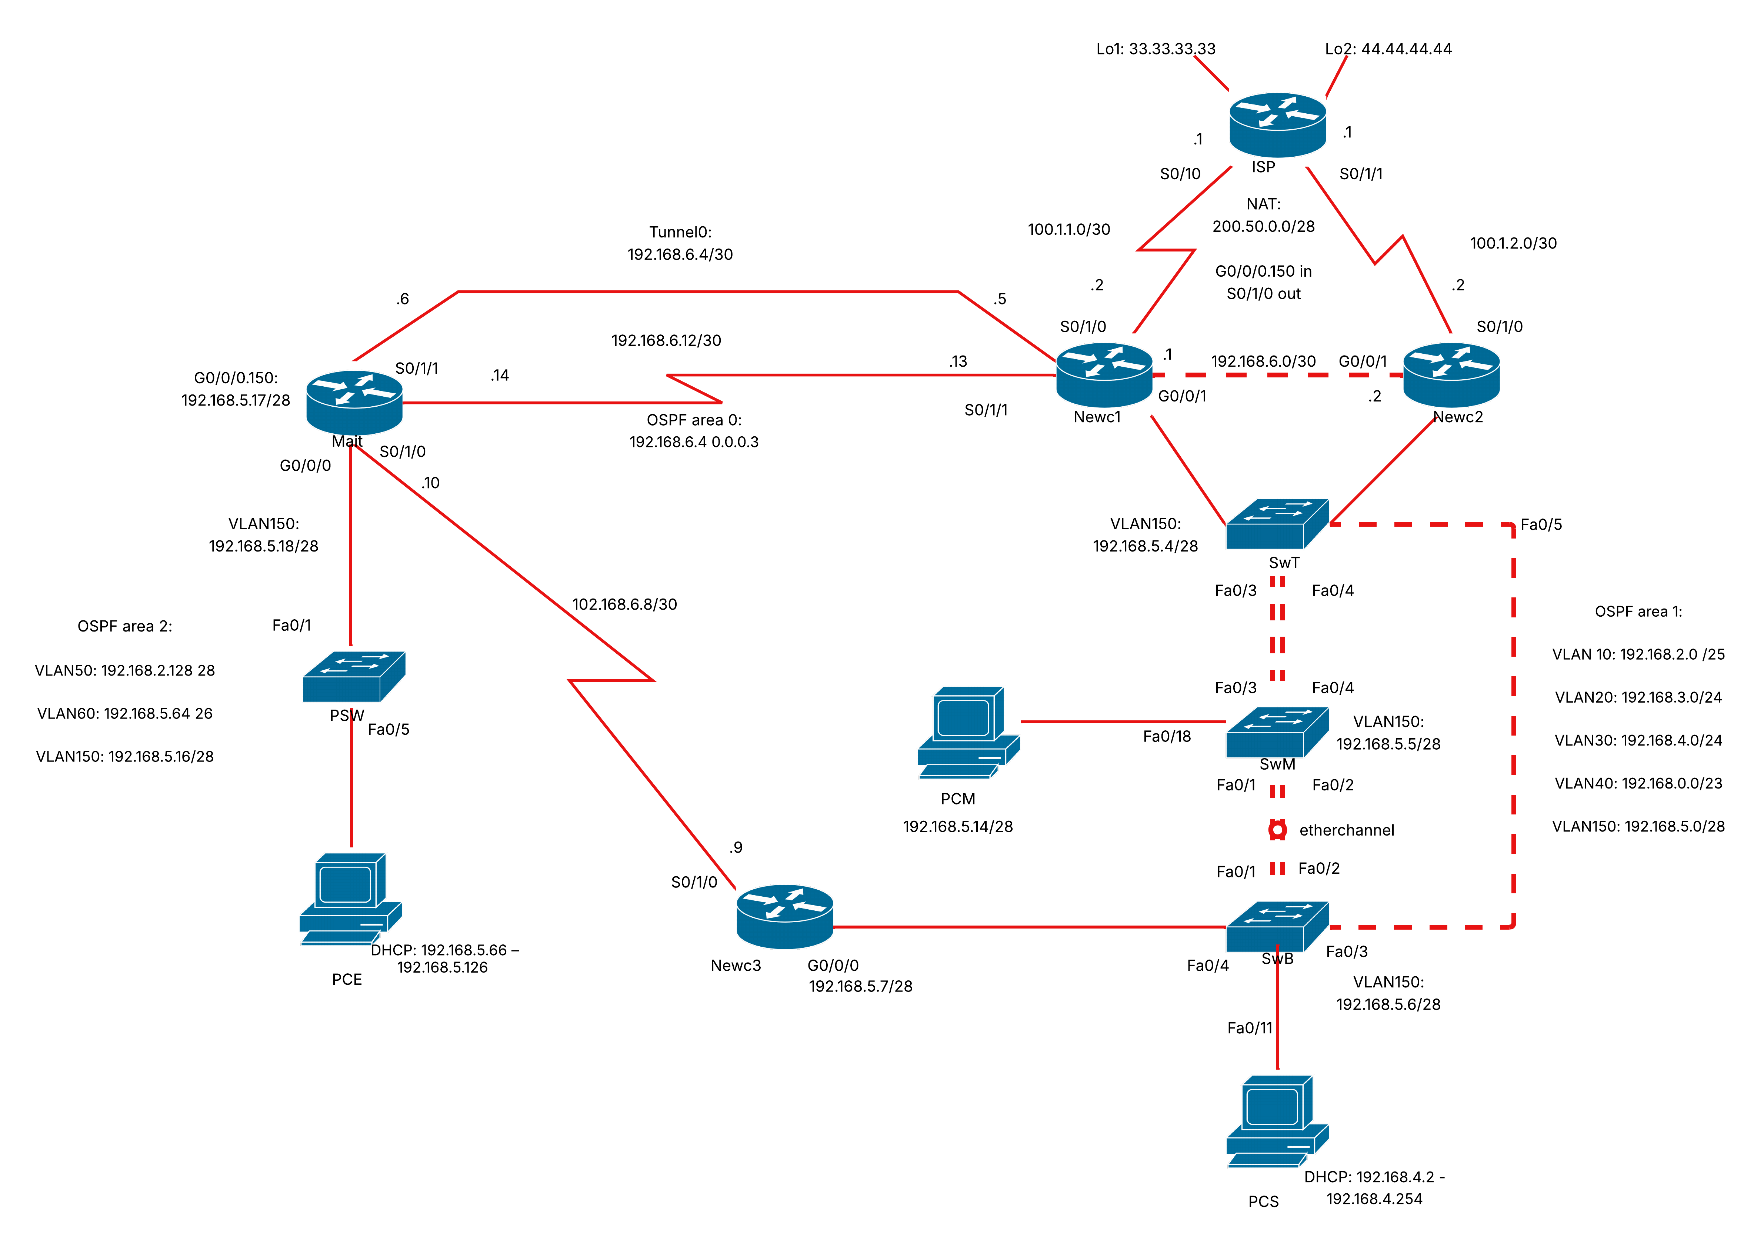 Lo1: 33.33.33.33
Lo2: 44.44.44.44
.1
.1
ISP
S0/10
S0/1/1
NAT:
200.50.0.0/28
100.1.1.0/30
100.1.2.0/30
Tunnel0:
192.168.6.4/30
G0/0/0.150 in
S0/1/0 out
.2
.2
.6
.5
S0/1/0
S0/1/0
192.168.6.12/30
.1
192.168.6.0/30
G0/0/1
.13
S0/1/1
.14
G0/0/0.150:
192.168.5.17/28
G0/0/1
.2
S0/1/1
Newc1
Newc2
OSPF area 0:
192.168.6.4 0.0.0.3
Mait
S0/1/0
G0/0/0
.10
VLAN150:
192.168.5.18/28
VLAN150:
192.168.5.4/28
Fa0/5
SwT
Fa0/3
Fa0/4
102.168.6.8/30
OSPF area 1:
VLAN 10: 192.168.2.0 /25
VLAN20: 192.168.3.0/24
VLAN30: 192.168.4.0/24
VLAN40: 192.168.0.0/23
VLAN150: 192.168.5.0/28
OSPF area 2:
VLAN50: 192.168.2.128 28
VLAN60: 192.168.5.64 26
VLAN150: 192.168.5.16/28
Fa0/1
PSW
Fa0/5
Fa0/3
Fa0/4
VLAN150:
192.168.5.5/28
Fa0/18
SwM
Fa0/1
Fa0/2
PCM
192.168.5.14/28
etherchannel
.9
Fa0/1
Fa0/2
S0/1/0
DHCP: 192.168.5.66 –
192.168.5.126
PCE
Newc3
G0/0/0
192.168.5.7/28
Fa0/4
SwB
Fa0/3
VLAN150:
192.168.5.6/28
Fa0/11
DHCP: 192.168.4.2 -
192.168.4.254
PCS